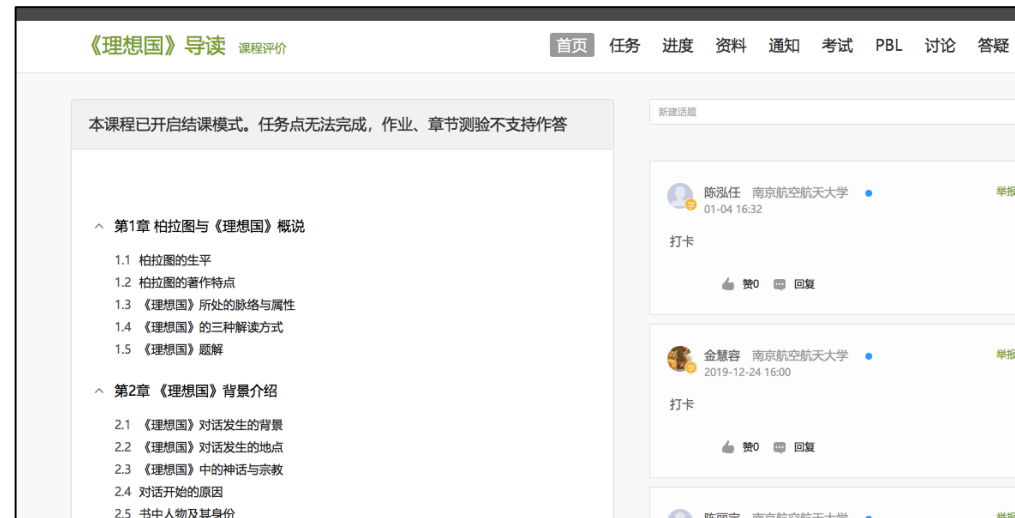 《理想国》导读 课程评价
首页 任务 进度 资料 通知 考试 PBL 讨论 答疑
本课程已开启结课模式。任务点无法完成，作业、章节测验不支持作答
第1章 柏拉图与《理想国》概说
1.1 柏拉图的生平
1.2 柏拉图的著作特点
1.3 《理想国》所处的脉络与属性
1.4 《理想国》的三种解读方式
1.5 《理想国》题解
第2章 《理想国》背景介绍
2.1 《理想国》对话发生的背景
2.2 《理想国》对话发生的地点
2.3 《理想国》中的神话与宗教
2.4 对话开始的原因
2.5 书中人物及其身份
新建话题
陈泓任 南京航空航天大学 举报
学
01-04 16:32
打卡
赞0 回复
金慧容 南京航空航天大学 举报
学
2019-12-24 16:00
打卡
赞0 回复
南京航空航天大学